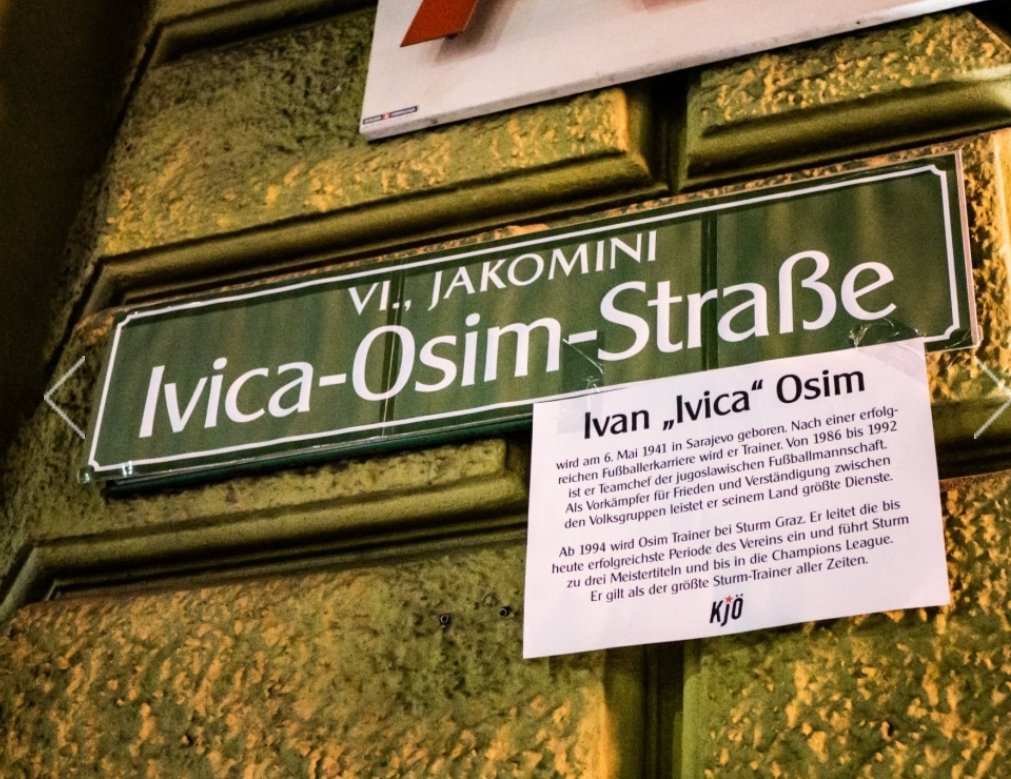 VI., JAKOMINI
Ivica-Osim-Straße
Ivan „Ivica“ Osim
wird am 6. Mai 1941 in Sarajevo geboren. Nach einer erfolg-
reichen Fußballerkarriere wird er Trainer. Von 1986 bis 1992
ist er Teamchef der jugoslawischen Fußballmannschaft.
Als Vorkämpfer für Frieden und Verständigung zwischen
den Volksgruppen leistet er seinem Land größte Dienste.
Ab 1994 wird Osim Trainer bei Sturm Graz. Er leitet die bis
heute erfolgreichste Periode des Vereins ein und führt Sturm
zu drei Meistertiteln und bis in die Champions League.
Er gilt als der größte Sturm-Trainer aller Zeiten.
KJÖ